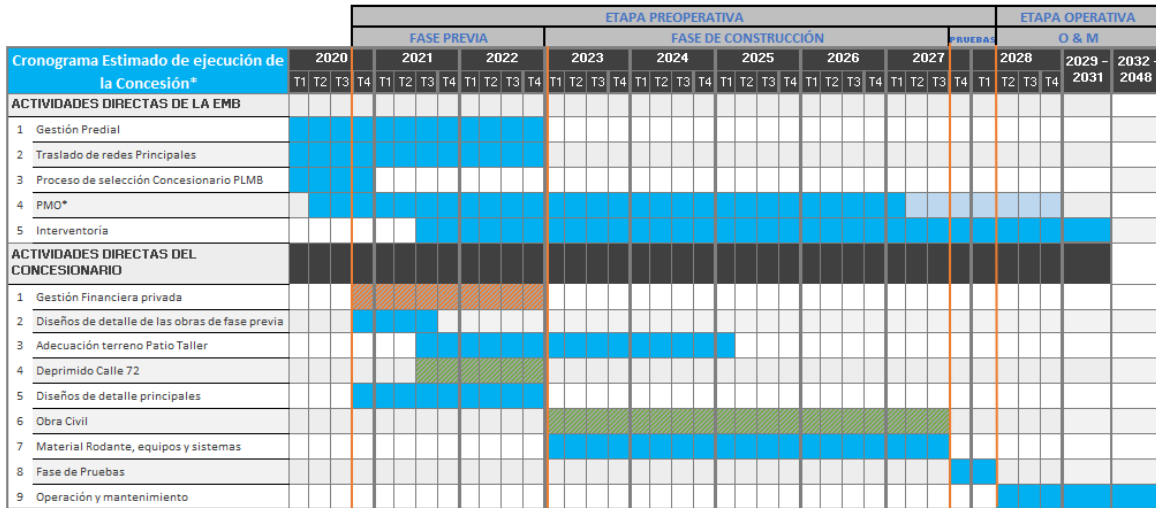 ETAPA PREOPERATIVA ETAPA OPERATIVA
FASE PREVIA FASE DE CONSTRUCCIÓN PRUEBAS O & M
Cronograma Estimado de ejecución de la Concesión* 2020 2021 2022 2023 2024 2025 2026 2027 2028 2029 - 2031 2032 - 2048
T1 T2 T3 T4 T1 T2 T3 T4 T1 T2 T3 T4 T1 T2 T3 T4 T1 T2 T3 T4 T1 T2 T3 T4 T1 T2 T3 T4 T1 T2 T3 T4 T1 T2 T3 T4
ACTIVIDADES DIRECTAS DE LA EMB
1 Gestión Predial
2 Traslado de redes Principales
3 Proceso de selección Concesionario PLMB
4 PMO*
5 Interventoría
ACTIVIDADES DIRECTAS DEL
CONCESIONARIO
1 Gestión Financiera privada
2 Diseños de detalle de las obras de fase previa
3 Adecuación terreno Patio Taller
4 Deprimido Calle 72
5 Diseños de detalle principales
6 Obra Civil
7 Material Rodante, equipos y sistemas
8 Fase de Pruebas
9 Operación y mantenimiento